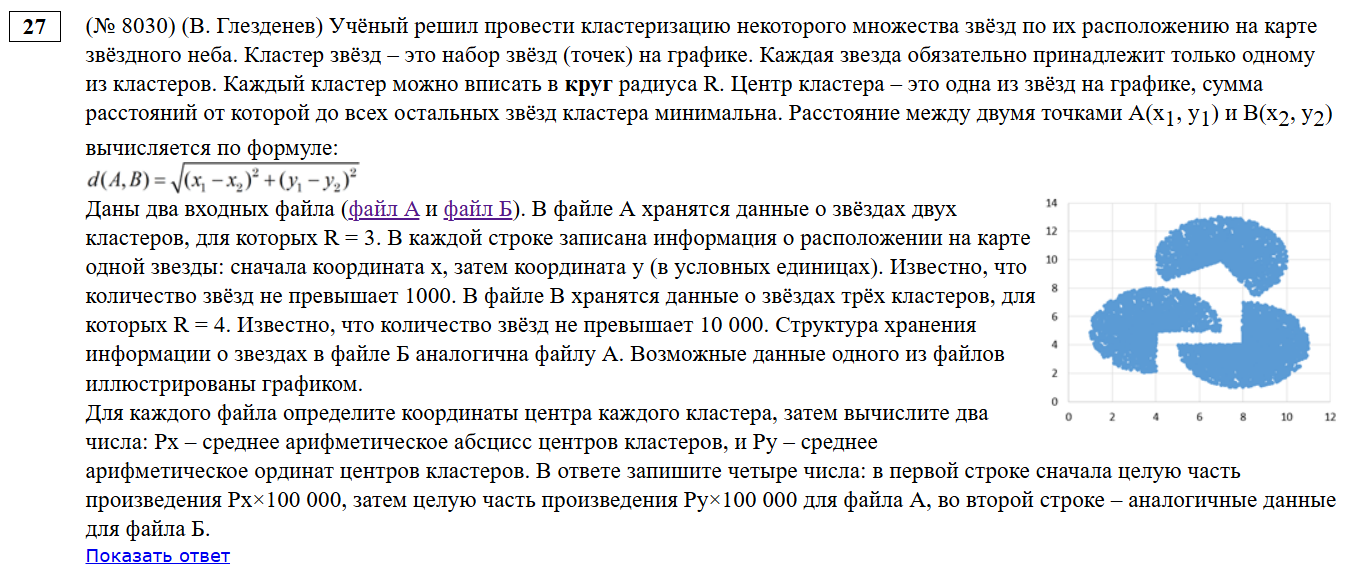 27
(№ 8030) (В. Глезденев) Учёный решил провести кластеризацию некоторого множества звёзд по их расположению на карте
звёздного неба. Кластер звёзд – это набор звёзд (точек) на графике. Каждая звезда обязательно принадлежит только одному
из кластеров. Каждый кластер можно вписать в круг радиуса R. Центр кластера – это одна из звёзд на графике, сумма
расстояний от которой до всех остальных звёзд кластера минимальна. Расстояние между двумя точками A(x1, y1) и B(x2, y2)
вычисляется по формуле:
d(A, B) = √((x1 − x2)² + (y1 − y2)²
Даны два входных файла (файл A и файл Б). В файле A хранятся данные о звёздах двух
кластеров, для которых R = 3. В каждой строке записана информация о расположении на карте
одной звезды: сначала координата x, затем координата y (в условных единицах). Известно, что
количество звёзд не превышает 1000. В файле B хранятся данные о звёздах трёх кластеров, для
которых R = 4. Известно, что количество звёзд не превышает 10 000. Структура хранения
информации о звездах в файле Б аналогична файлу А. Возможные данные одного из файлов
иллюстрированы графиком.
Для каждого файла определите координаты центра каждого кластера, затем вычислите два
числа: Px – среднее арифметическое абсцисс центров кластеров, и Py – среднее
арифметическое ординат центров кластеров. В ответе запишите четыре числа: в первой строке сначала целую часть
произведения Px×100 000, затем целую часть произведения Py×100 000 для файла А, во второй строке – аналогичные данные
для файла Б.
Показать ответ
14
12
10
8
6
4
2
0
0 2 4 6 8 10 12